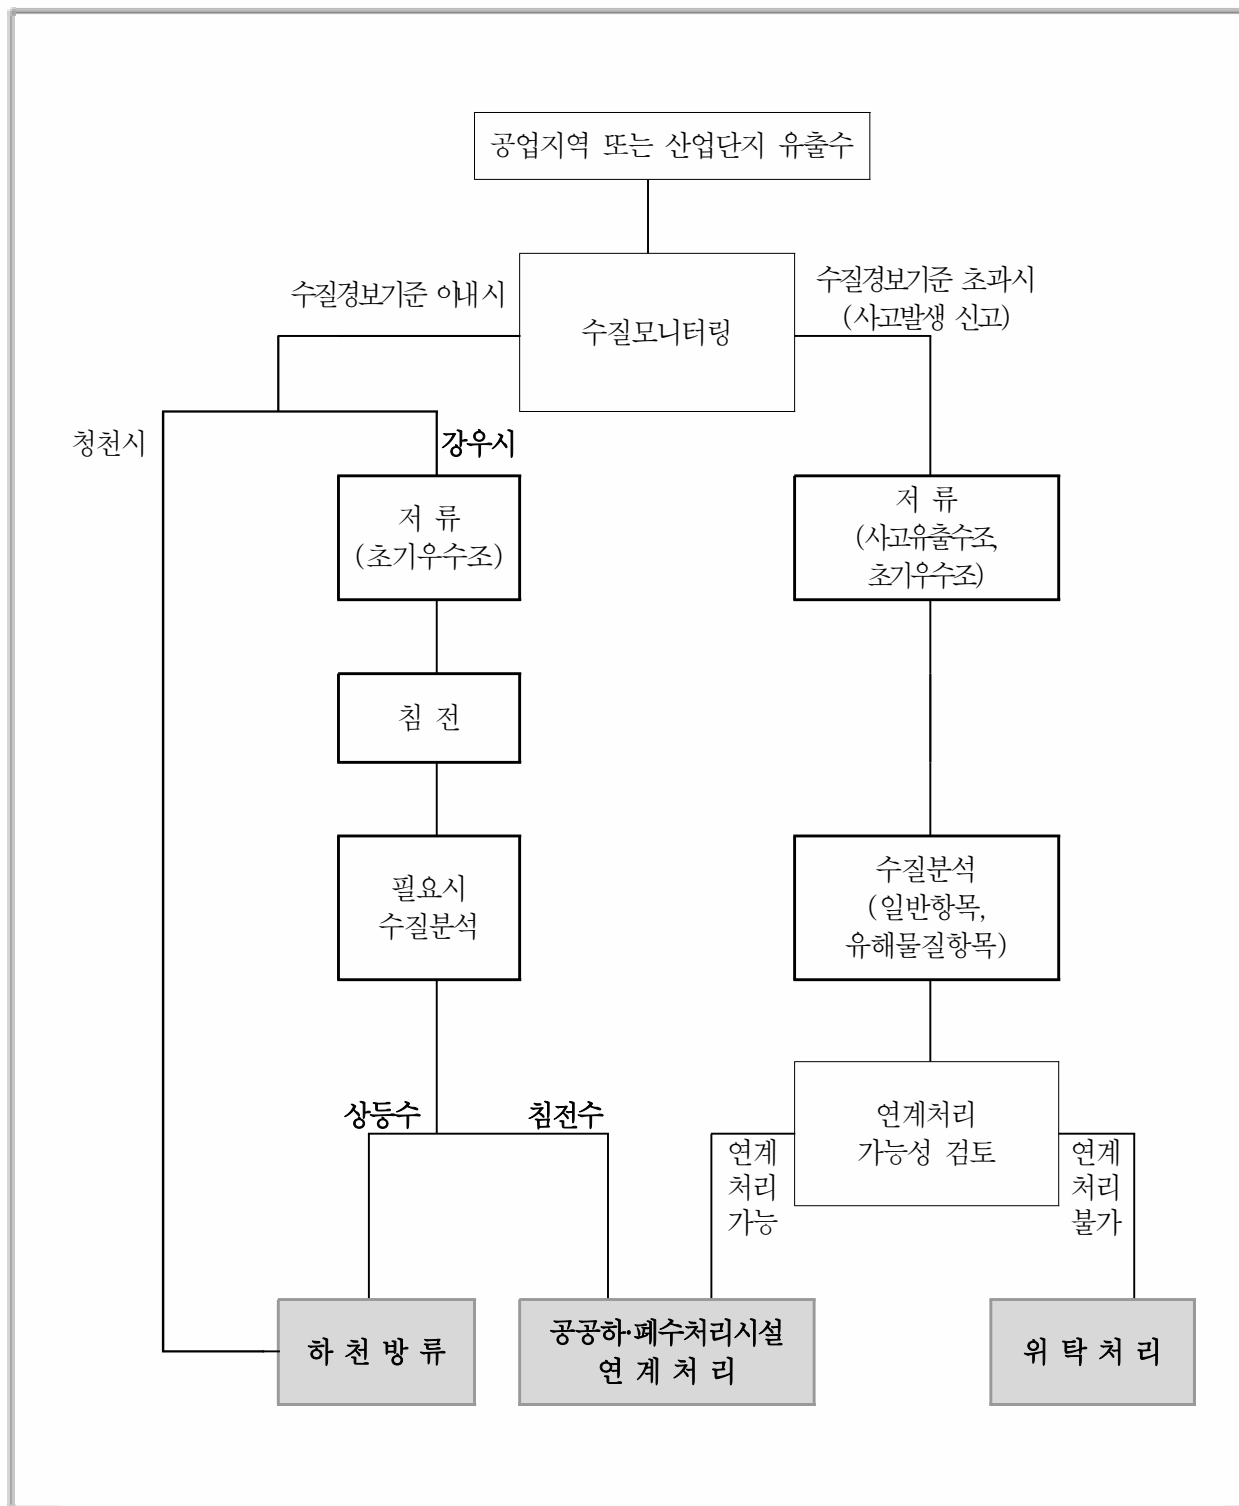 공업지역 또는 산업단지 유출수
수질경보기준 이내시
수질모니터링
수질경보기준 초과시
(사고발생 신고)
청천시
강우시
저 류
(초기우수조)
저 류
(사고유출수조,
초기우수조)
침 전
필요시
수질분석
수질분석
(일반항목,
유해물질항목)
상등수
침전수
연계처리
가능성 검토
연계
처리
가능
연계
처리
불가
하 천 방 류
공공하·폐수처리시설
연 계 처 리
위 탁 처 리